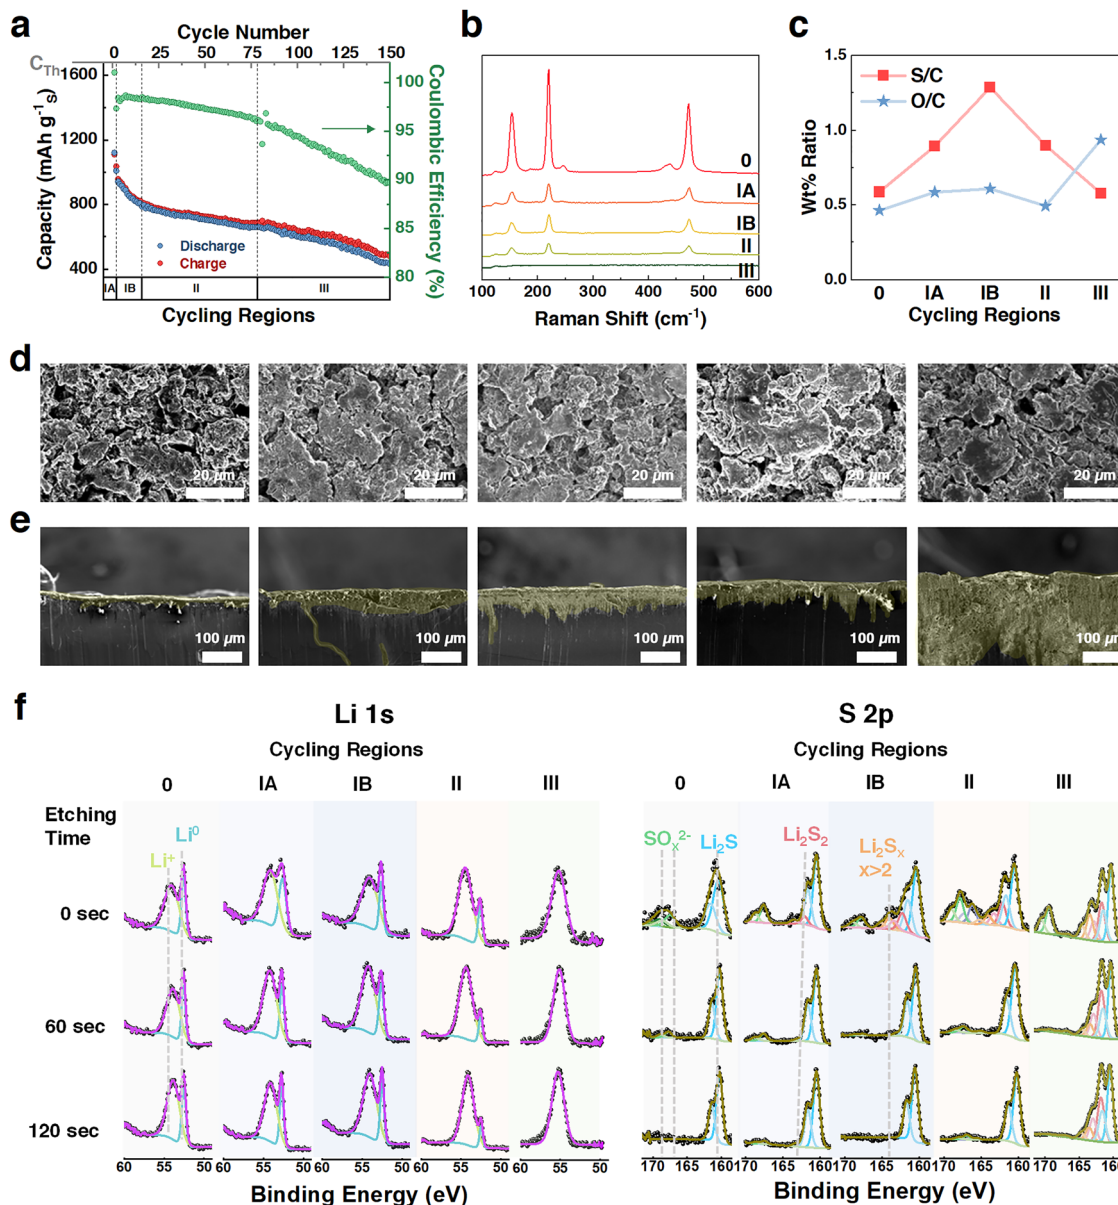 a
Cycle Number
0 25 50 75 100 125 150
C Th
1600
1200
800
400
Capacity (mAh g⁻¹s)
100
95
90
85
80
Coulombic Efficiency (%)
Discharge
Charge
IA IB II III
Cycling Regions
b
0
IA
IB
II
III
100 200 300 400 500 600
Raman Shift (cm⁻¹)
c
1.5
1.0
0.5
0.0
Wt% Ratio
S/C
O/C
0 IA IB II III
Cycling Regions
d
20 µm 20 µm 20 µm 20 µm 20 µm
e
100 µm 100 µm 100 µm 100 µm 100 µm
f
Li 1s
S 2p
Cycling Regions
Cycling Regions
0 IA IB II III
0 IA IB II III
Etching
Time
Li⁺
Li⁰
SOₓ²⁻
Li₂S
Li₂S₂
Li₂Sₓ
x>2
0 sec
60 sec
120 sec
60 55 50 60 55 50 60 55 50 60 55 50 60 55 50
170 165 160 170 165 160 170 165 160 170 165 160 170 165 160
Binding Energy (eV)
Binding Energy (eV)